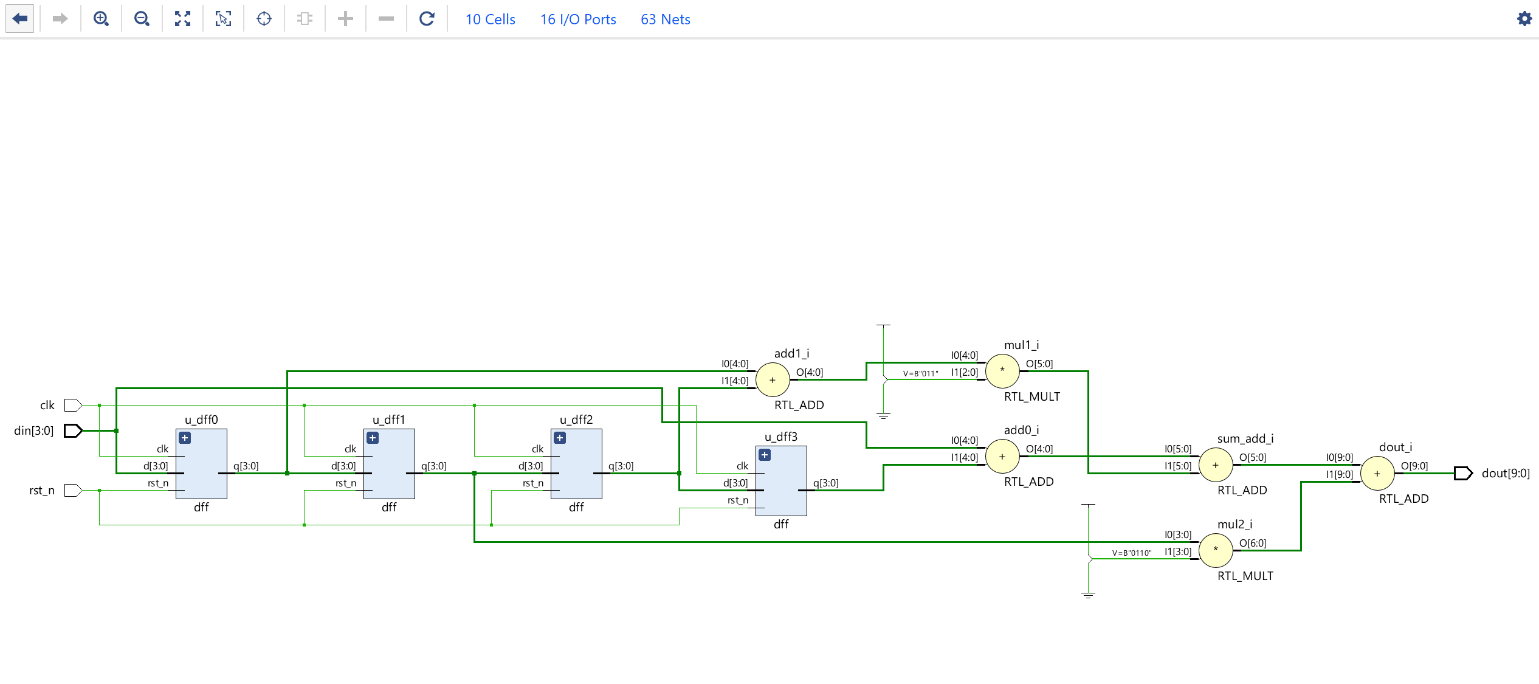 10 Cells 16 I/O Ports 63 Nets
add1_i
I0[4:0]
I1[4:0]
+
O[4:0]
RTL_ADD
V=B"011"
mul1_i
I0[4:0]
I1[2:0]
*
O[5:0]
RTL_MULT
clk
din[3:0]
rst_n
u_dff0
clk
d[3:0]
rst_n
q[3:0]
dff
u_dff1
clk
d[3:0]
rst_n
q[3:0]
dff
u_dff2
clk
d[3:0]
rst_n
q[3:0]
dff
u_dff3
clk
d[3:0]
rst_n
q[3:0]
dff
add0_i
I0[4:0]
I1[4:0]
+
O[4:0]
RTL_ADD
sum_add_i
I0[5:0]
I1[5:0]
+
O[5:0]
RTL_ADD
V=B"0110"
mul2_i
I0[3:0]
I1[3:0]
*
O[6:0]
RTL_MULT
dout_i
I0[9:0]
I1[9:0]
+
O[9:0]
RTL_ADD
dout[9:0]